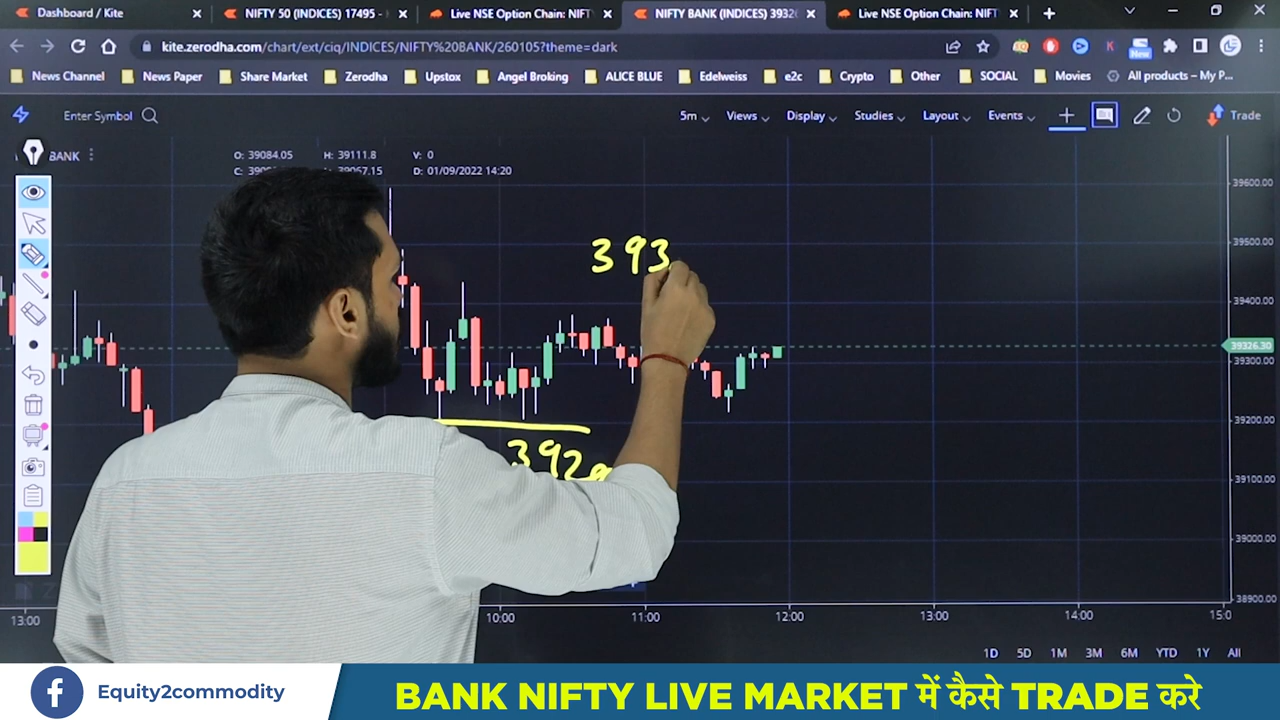 Dashboard / Kite
NIFTY 50 (INDICES) 17495 -
Live NSE Option Chain: NIFT
NIFTY BANK (INDICES) 3932
Live NSE Option Chain: NIFT
kite.zerodha.com/chart/ext/ciq/INDICES/NIFTY%20BANK/260105?theme=dark
New
News Channel
News Paper
Share Market
Zerodha
Upstox
Angel Broking
ALICE BLUE
Edelweiss
e2c
Crypto
Other
SOCIAL
Movies
All products – My P...
Enter Symbol
5m
Views
Display
Studies
Layout
Events
Trade
BANK
O: 39084.05
H: 39111.8
V: 0
D: 01/09/2022 14:20
39600.00
39500.00
39400.00
39326.30
39300.00
39200.00
39100.00
39000.00
38900.00
393
392
13:00
10:00
11:00
12:00
13:00
14:00
15:0
1D
5D
1M
3M
6M
YTD
1Y
All
Equity2commodity
BANK NIFTY LIVE MARKET में कैसे TRADE करे